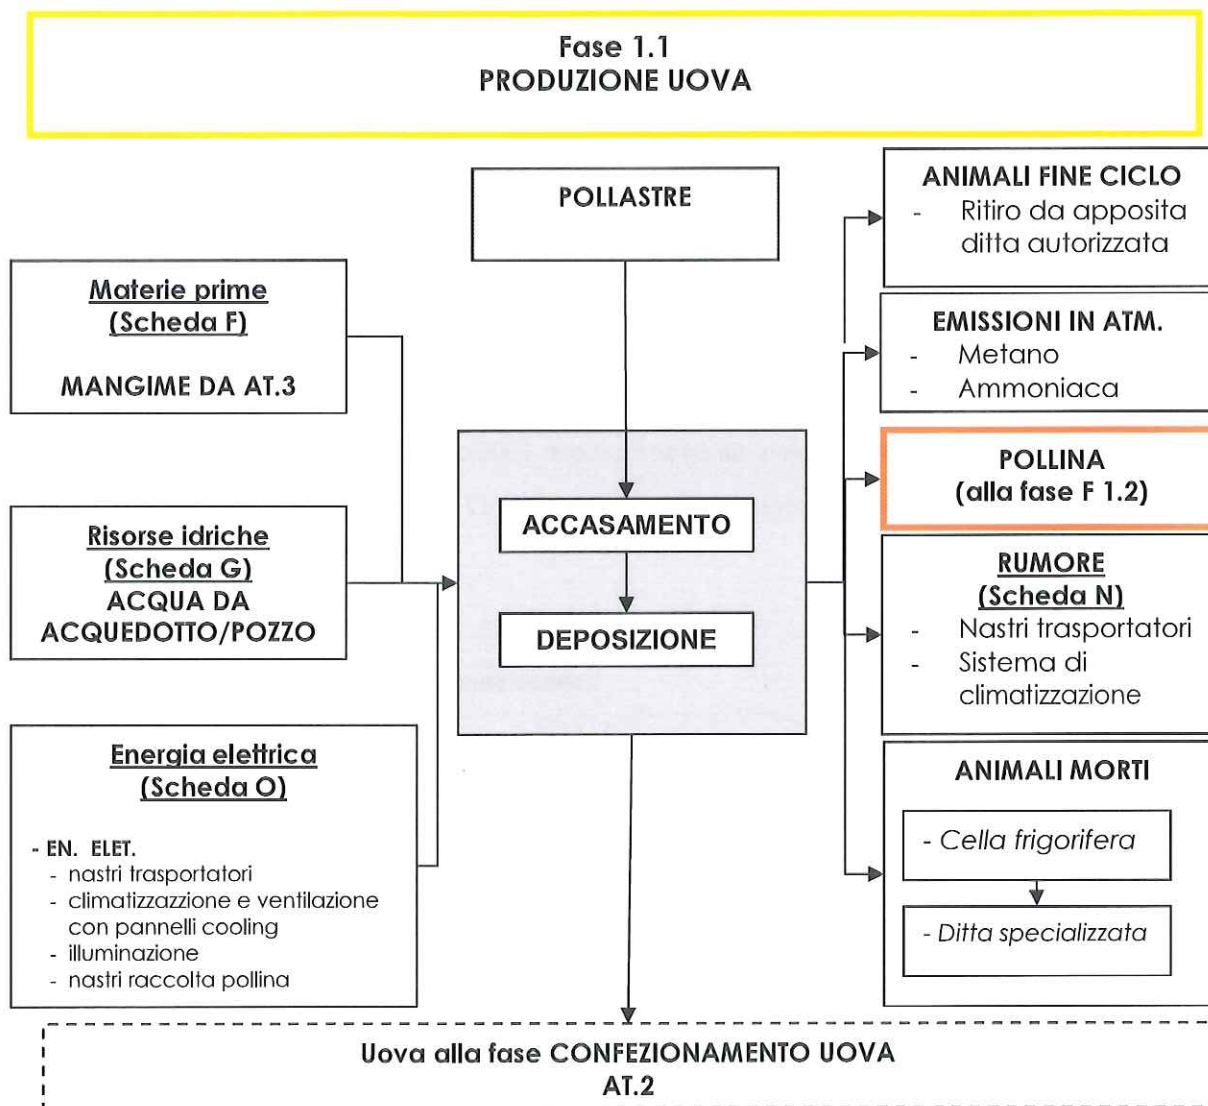 Fase 1.1
PRODUZIONE UOVA
POLLASTRE
Materie prime
(Scheda F)
MANGIME DA AT.3
Risorse idriche
(Scheda G)
ACQUA DA
ACQUEDOTTO/POZZO
Energia elettrica
(Scheda O)
- EN. ELET.
- nastri trasportatori
- climatizzazzione e ventilazione
con pannelli cooling
- illuminazione
- nastri raccolta pollina
ACCASAMENTO
DEPOSIZIONE
ANIMALI FINE CICLO
- Ritiro da apposita
ditta autorizzata
EMISSIONI IN ATM.
- Metano
- Ammoniaca
POLLINA
(alla fase F 1.2)
RUMORE
(Scheda N)
- Nastri trasportatori
- Sistema di
climatizzazione
ANIMALI MORTI
- Cella frigorifera
- Ditta specializzata
Uova alla fase CONFEZIONAMENTO UOVA
AT.2